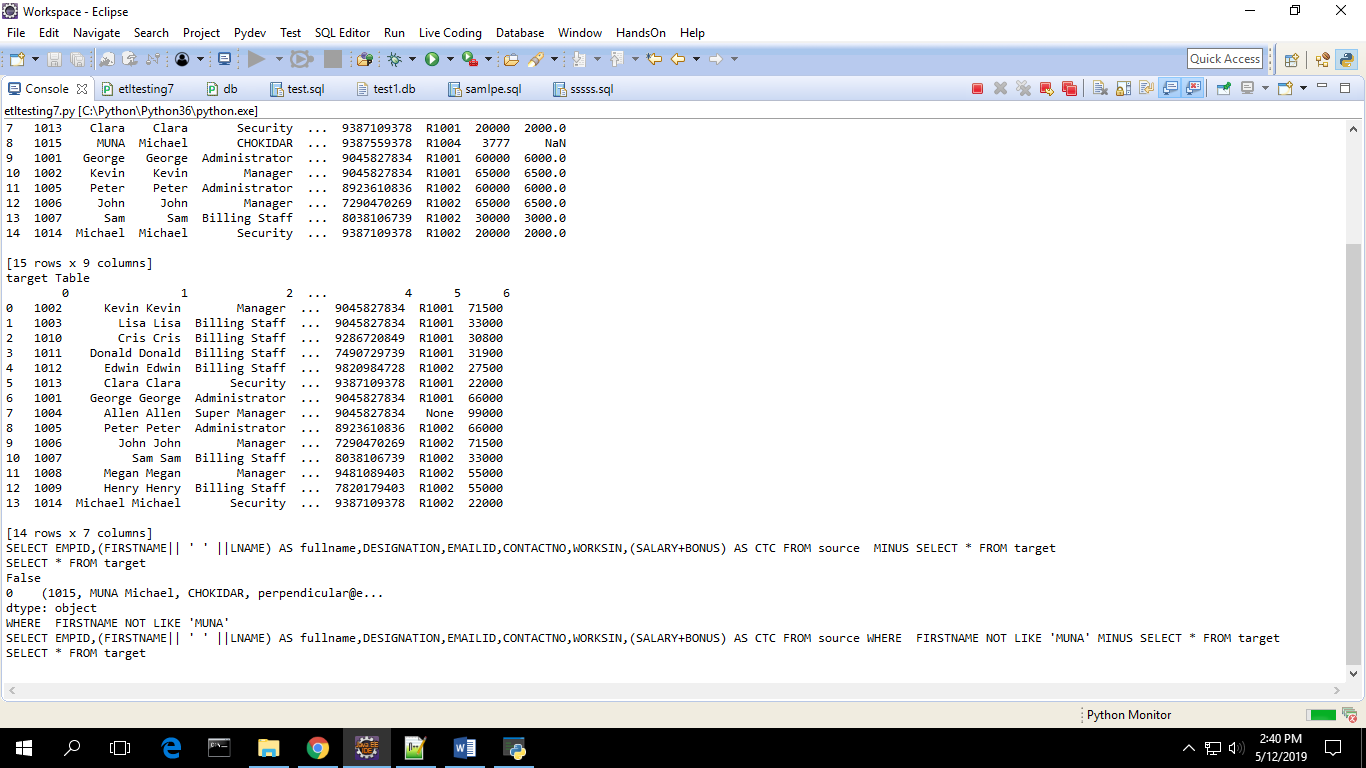 Workspace - Eclipse
File Edit Navigate Search Project Pydev Test SQL Editor Run Live Coding Database Window HandsOn Help
Quick Access
Console etltesting7 db test.sql test1.db samlpe.sql sssss.sql
etltesting7.py [C:\Python\Python36\python.exe]
7 1013 Clara Clara Security ... 9387109378 R1001 20000 2000.0
8 1015 MUNA Michael CHOKIDAR ... 9387559378 R1004 3777 NaN
9 1001 George George Administrator ... 9045827834 R1001 60000 6000.0
10 1002 Kevin Kevin Manager ... 9045827834 R1001 65000 6500.0
11 1005 Peter Peter Administrator ... 8923610836 R1002 60000 6000.0
12 1006 John John Manager ... 7290470269 R1002 65000 6500.0
13 1007 Sam Sam Billing Staff ... 8038106739 R1002 30000 3000.0
14 1014 Michael Michael Security ... 9387109378 R1002 20000 2000.0
[15 rows x 9 columns]
target Table
0 1 2 ... 4 5 6
0 1002 Kevin Kevin Manager ... 9045827834 R1001 71500
1 1003 Lisa Lisa Billing Staff ... 9045827834 R1001 33000
2 1010 Cris Cris Billing Staff ... 9286720849 R1001 30800
3 1011 Donald Donald Billing Staff ... 7490729739 R1001 31900
4 1012 Edwin Edwin Billing Staff ... 9820984728 R1002 27500
5 1013 Clara Clara Security ... 9387109378 R1001 22000
6 1001 George George Administrator ... 9045827834 R1001 66000
7 1004 Allen Allen Super Manager ... 9045827834 None 99000
8 1005 Peter Peter Administrator ... 8923610836 R1002 66000
9 1006 John John Manager ... 7290470269 R1002 71500
10 1007 Sam Sam Billing Staff ... 8038106739 R1002 33000
11 1008 Megan Megan Manager ... 9481089403 R1002 55000
12 1009 Henry Henry Billing Staff ... 7820179403 R1002 55000
13 1014 Michael Michael Security ... 9387109378 R1002 22000
[14 rows x 7 columns]
SELECT EMPID,(FIRSTNAME|| ' ' ||LNAME) AS fullname,DESIGNATION,EMAILID,CONTACTNO,WORKSIN,(SALARY+BONUS) AS CTC FROM source  MINUS SELECT * FROM target
SELECT * FROM target
False
0 (1015, MUNA Michael, CHOKIDAR, perpendicular@e...
dtype: object
WHERE  FIRSTNAME NOT LIKE 'MUNA'
SELECT EMPID,(FIRSTNAME|| ' ' ||LNAME) AS fullname,DESIGNATION,EMAILID,CONTACTNO,WORKSIN,(SALARY+BONUS) AS CTC FROM source WHERE  FIRSTNAME NOT LIKE 'MUNA' MINUS SELECT * FROM target
SELECT * FROM target
Python Monitor
2:40 PM
5/12/2019